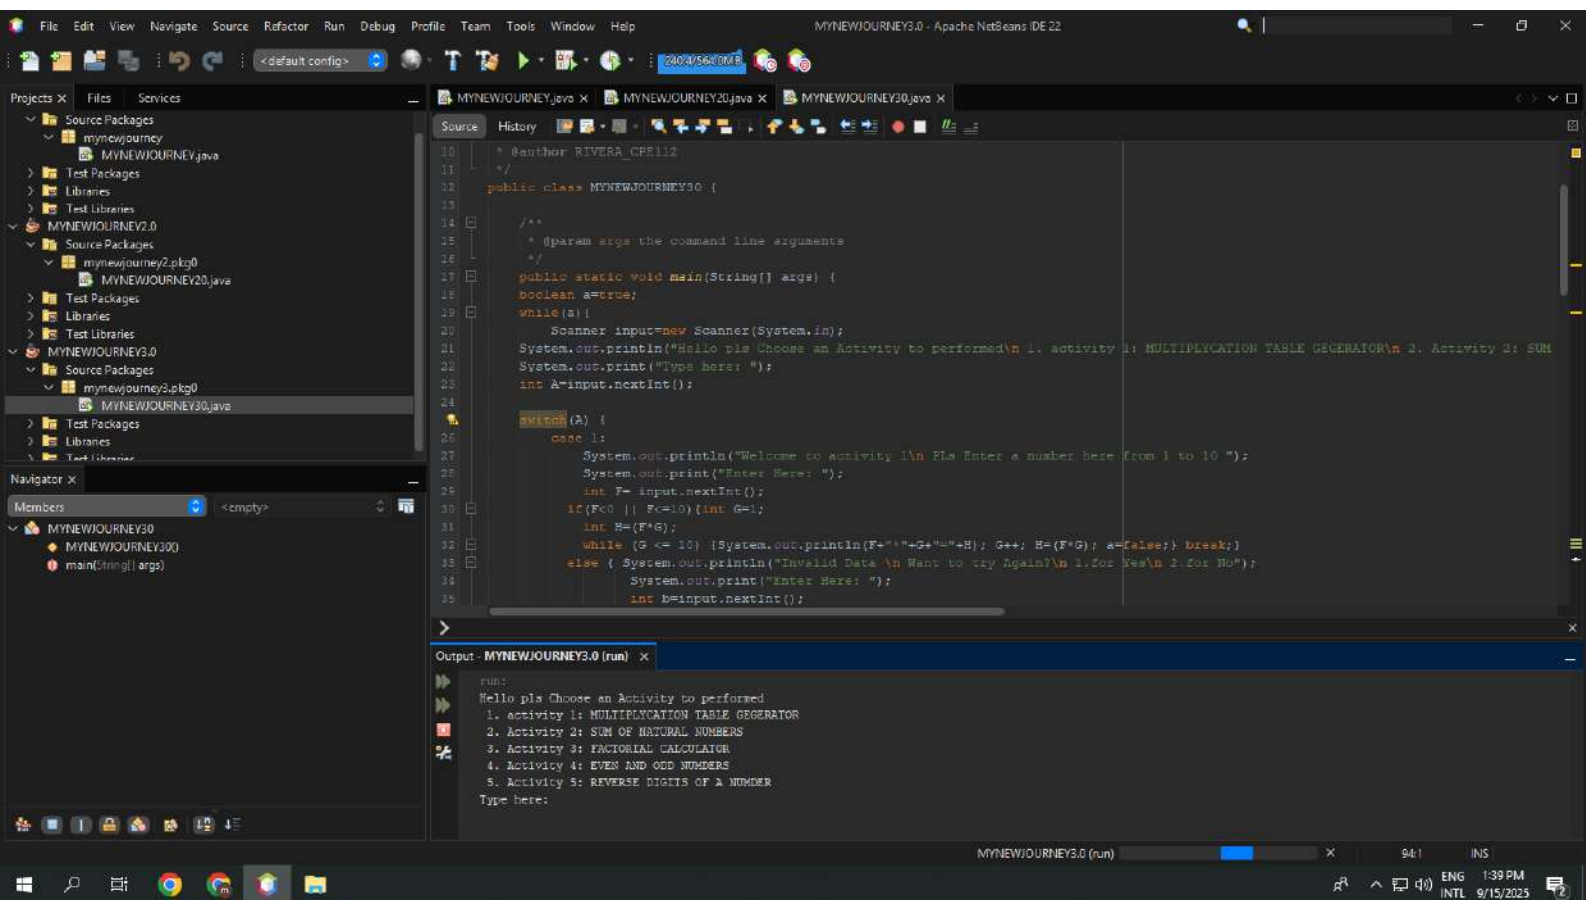 File Edit View Navigate Source Refactor Run Debug Profile Team Tools Window Help MYNEWJOURNEY3.0 - Apache NetBeans IDE 22
<default config> 240.4/564.0MB
Projects Files Services
Source Packages
mynewjourney
MYNEWJOURNEY.java
Test Packages
Libraries
Test Libraries
MYNEWJOURNEY2.0
Source Packages
mynewjourney2.pkg0
MYNEWJOURNEY20.java
Test Packages
Libraries
Test Libraries
MYNEWJOURNEY3.0
Source Packages
mynewjourney3.pkg0
MYNEWJOURNEY30.java
Test Packages
Libraries
Test Libraries
Navigator
Members <empty>
MYNEWJOURNEY30
MYNEWJOURNEY30()
main(String[] args)
MYNEWJOURNEY.java MYNEWJOURNEY20.java MYNEWJOURNEY30.java
Source History
10 * @author RIVERA_CPE112
11 */
12 public class MYNEWJOURNEY30 {
13
14 /**
15 * @param args the command line arguments
16 */
17 public static void main(String[] args) {
18 boolean a=true;
19 while(a){
20 Scanner input=new Scanner(System.in);
21 System.out.println("Hello pls Choose an Activity to performed\n 1. activity 1: MULTIPLYCATION TABLE GEGERATOR\n 2. Activity 2: SUM
22 System.out.print("Type here: ");
23 int A=input.nextInt();
24
switch(A) {
26 case 1:
27 System.out.println("Welcome to activity 1\n PLs Enter a number here from 1 to 10 ");
28 System.out.print("Enter Here: ");
29 int F= input.nextInt();
30 if(F<0 || F<=10){int G=1;
31 int H=(F*G);
32 while (G <= 10) {System.out.println(F+"*"+G+"="+H); G++; H=(F*G); a=false;} break;}
33 else { System.out.println("Invalid Data \n Want to try Again?\n 1.for Yes\n 2.for No");
34 System.out.print("Enter Here: ");
35 int b=input.nextInt();
Output - MYNEWJOURNEY3.0 (run)
run:
Hello pls Choose an Activity to performed
1. activity 1: MULTIPLYCATION TABLE GEGERATOR
2. Activity 2: SUM OF NATURAL NUMBERS
3. Activity 3: FACTORIAL CALCULATOR
4. Activity 4: EVEN AND ODD NUMDERS
5. Activity 5: REVERSE DIGITS OF A NUMDER
Type here:
MYNEWJOURNEY3.0 (run) 94:1 INS
ENG 1:39 PM
INTL 9/15/2025
2